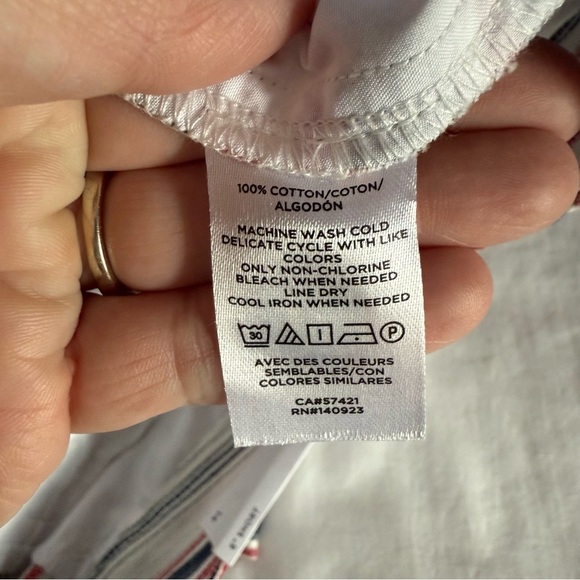 100% COTTON/COTON/
ALGODÓN
MACHINE WASH COLD
DELICATE CYCLE WITH LIKE
COLORS
ONLY NON-CHLORINE
BLEACH WHEN NEEDED
LINE DRY
COOL IRON WHEN NEEDED
30 P
AVEC DES COULEURS
SEMBLABLES/CON
COLORES SIMILARES
CA#57421
RN#140923
SHORT